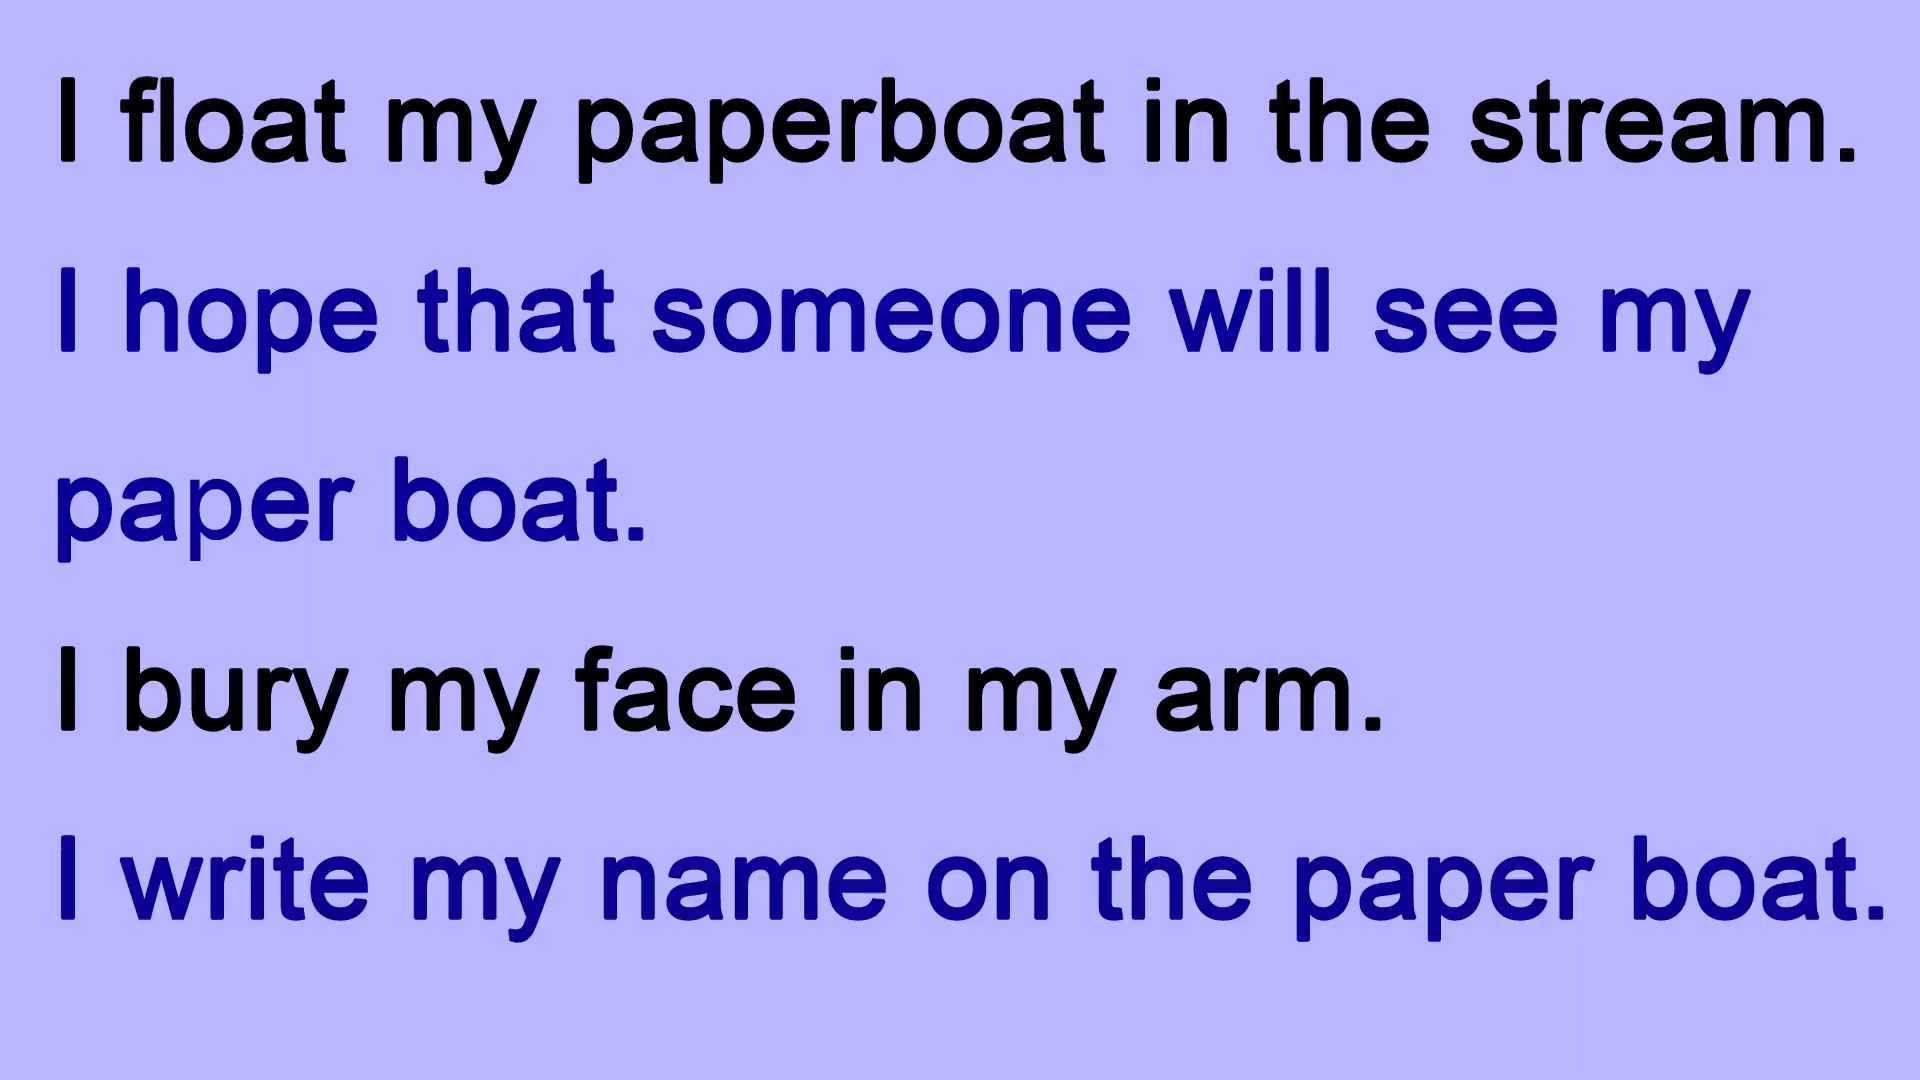 I float my paperboat in the stream.
I hope that someone will see my
paper boat.
I bury my face in my arm.
I write my name on the paper boat.